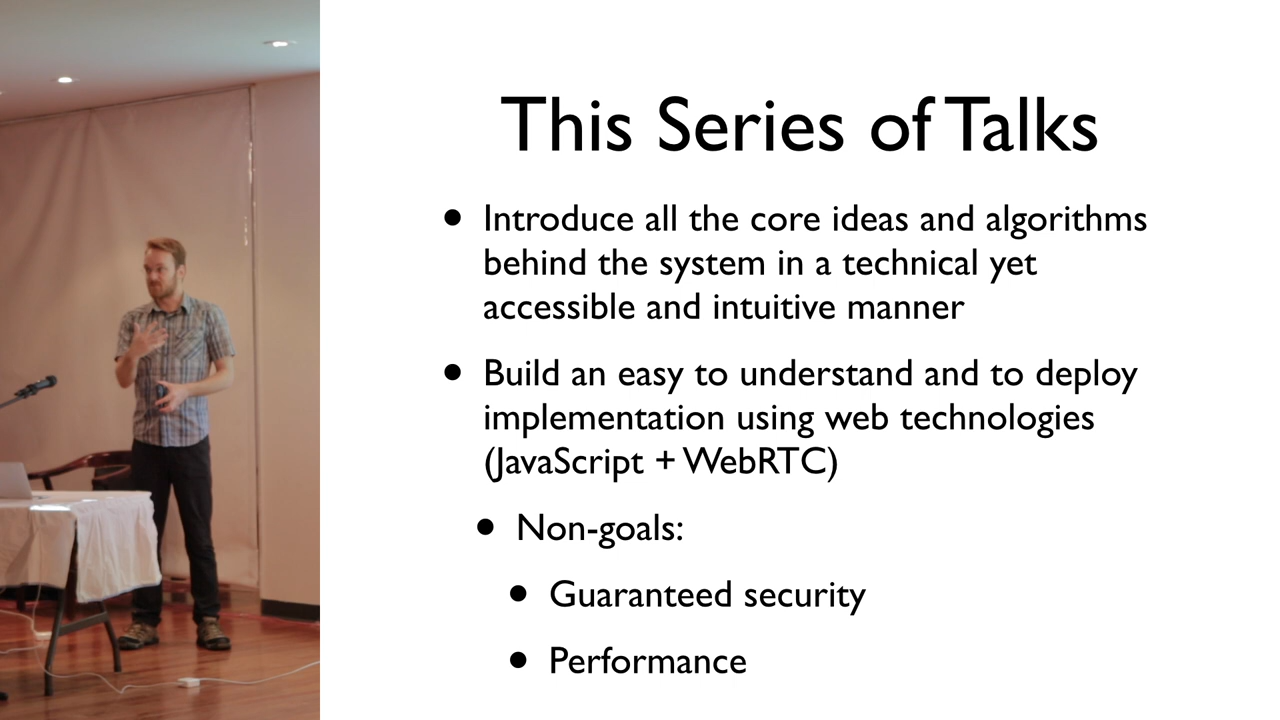 This Series of Talks
• Introduce all the core ideas and algorithms
behind the system in a technical yet
accessible and intuitive manner
• Build an easy to understand and to deploy
implementation using web technologies
(JavaScript + WebRTC)
• Non-goals:
• Guaranteed security
• Performance